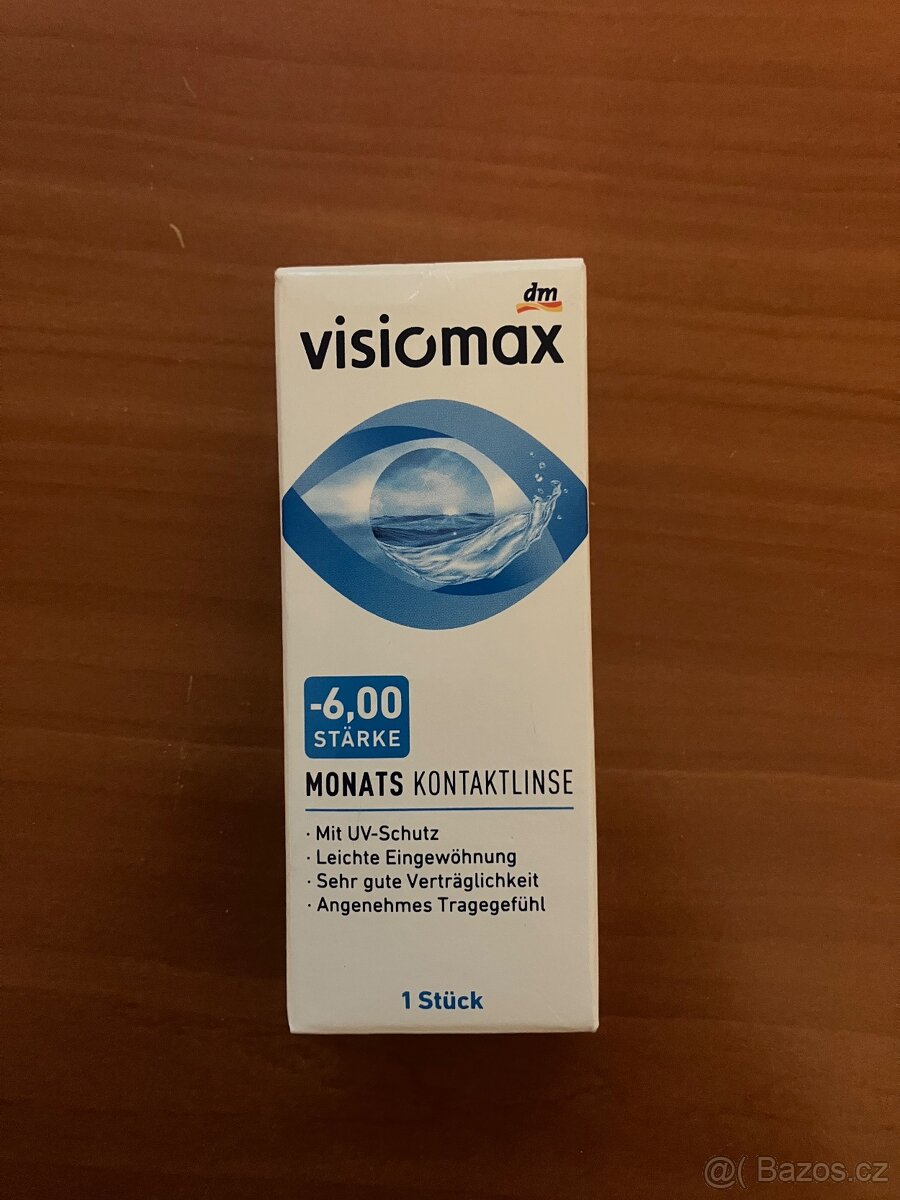 dm
visiomax
-6,00
STÄRKE
MONATS KONTAKTLINSE
· Mit UV-Schutz
· Leichte Eingewöhnung
· Sehr gute Verträglichkeit
· Angenehmes Tragegefühl
1 Stück
@( Bazos.cz